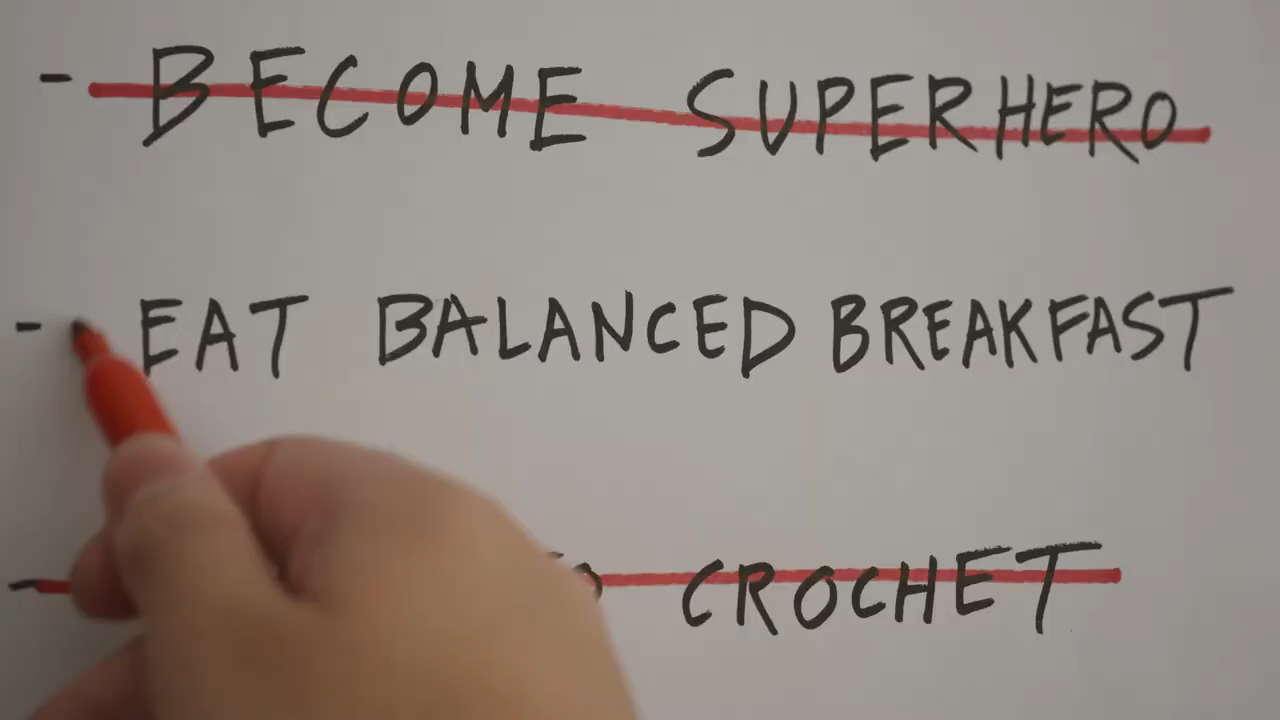 - BECOME SUPERHERO
- EAT BALANCED BREAKFAST
- CROCHET